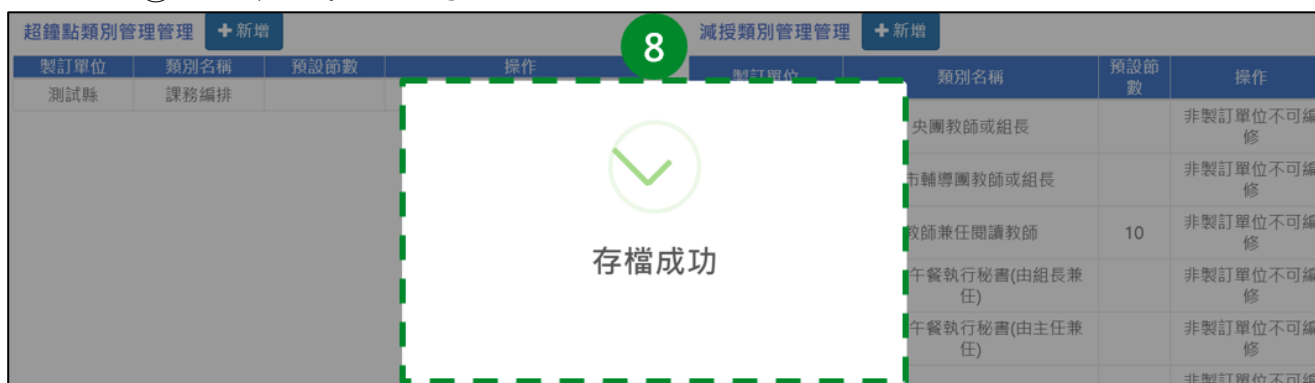 超鐘點類別管理管理 新增
製訂單位 類別名稱 預設節數 操作
測試縣 課務編排
8
存檔成功
減授類別管理管理 新增
製訂單位 類別名稱 預設節數 操作
央團教師或組長 非製訂單位不可編修
市輔導團教師或組長 非製訂單位不可編修
教師兼任閱讀教師 10 非製訂單位不可編修
午餐執行秘書(由組長兼任) 非製訂單位不可編修
午餐執行秘書(由主任兼任) 非製訂單位不可編修
非製訂單位不可編